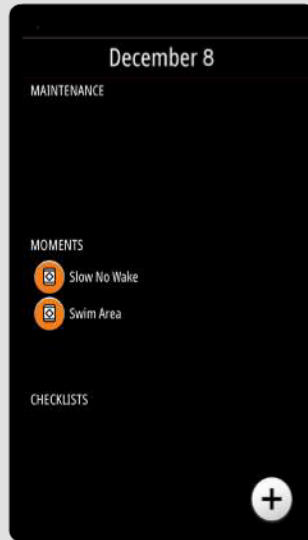 December 8
MAINTENANCE
MOMENTS
Slow No Wake
Swim Area
CHECKLISTS